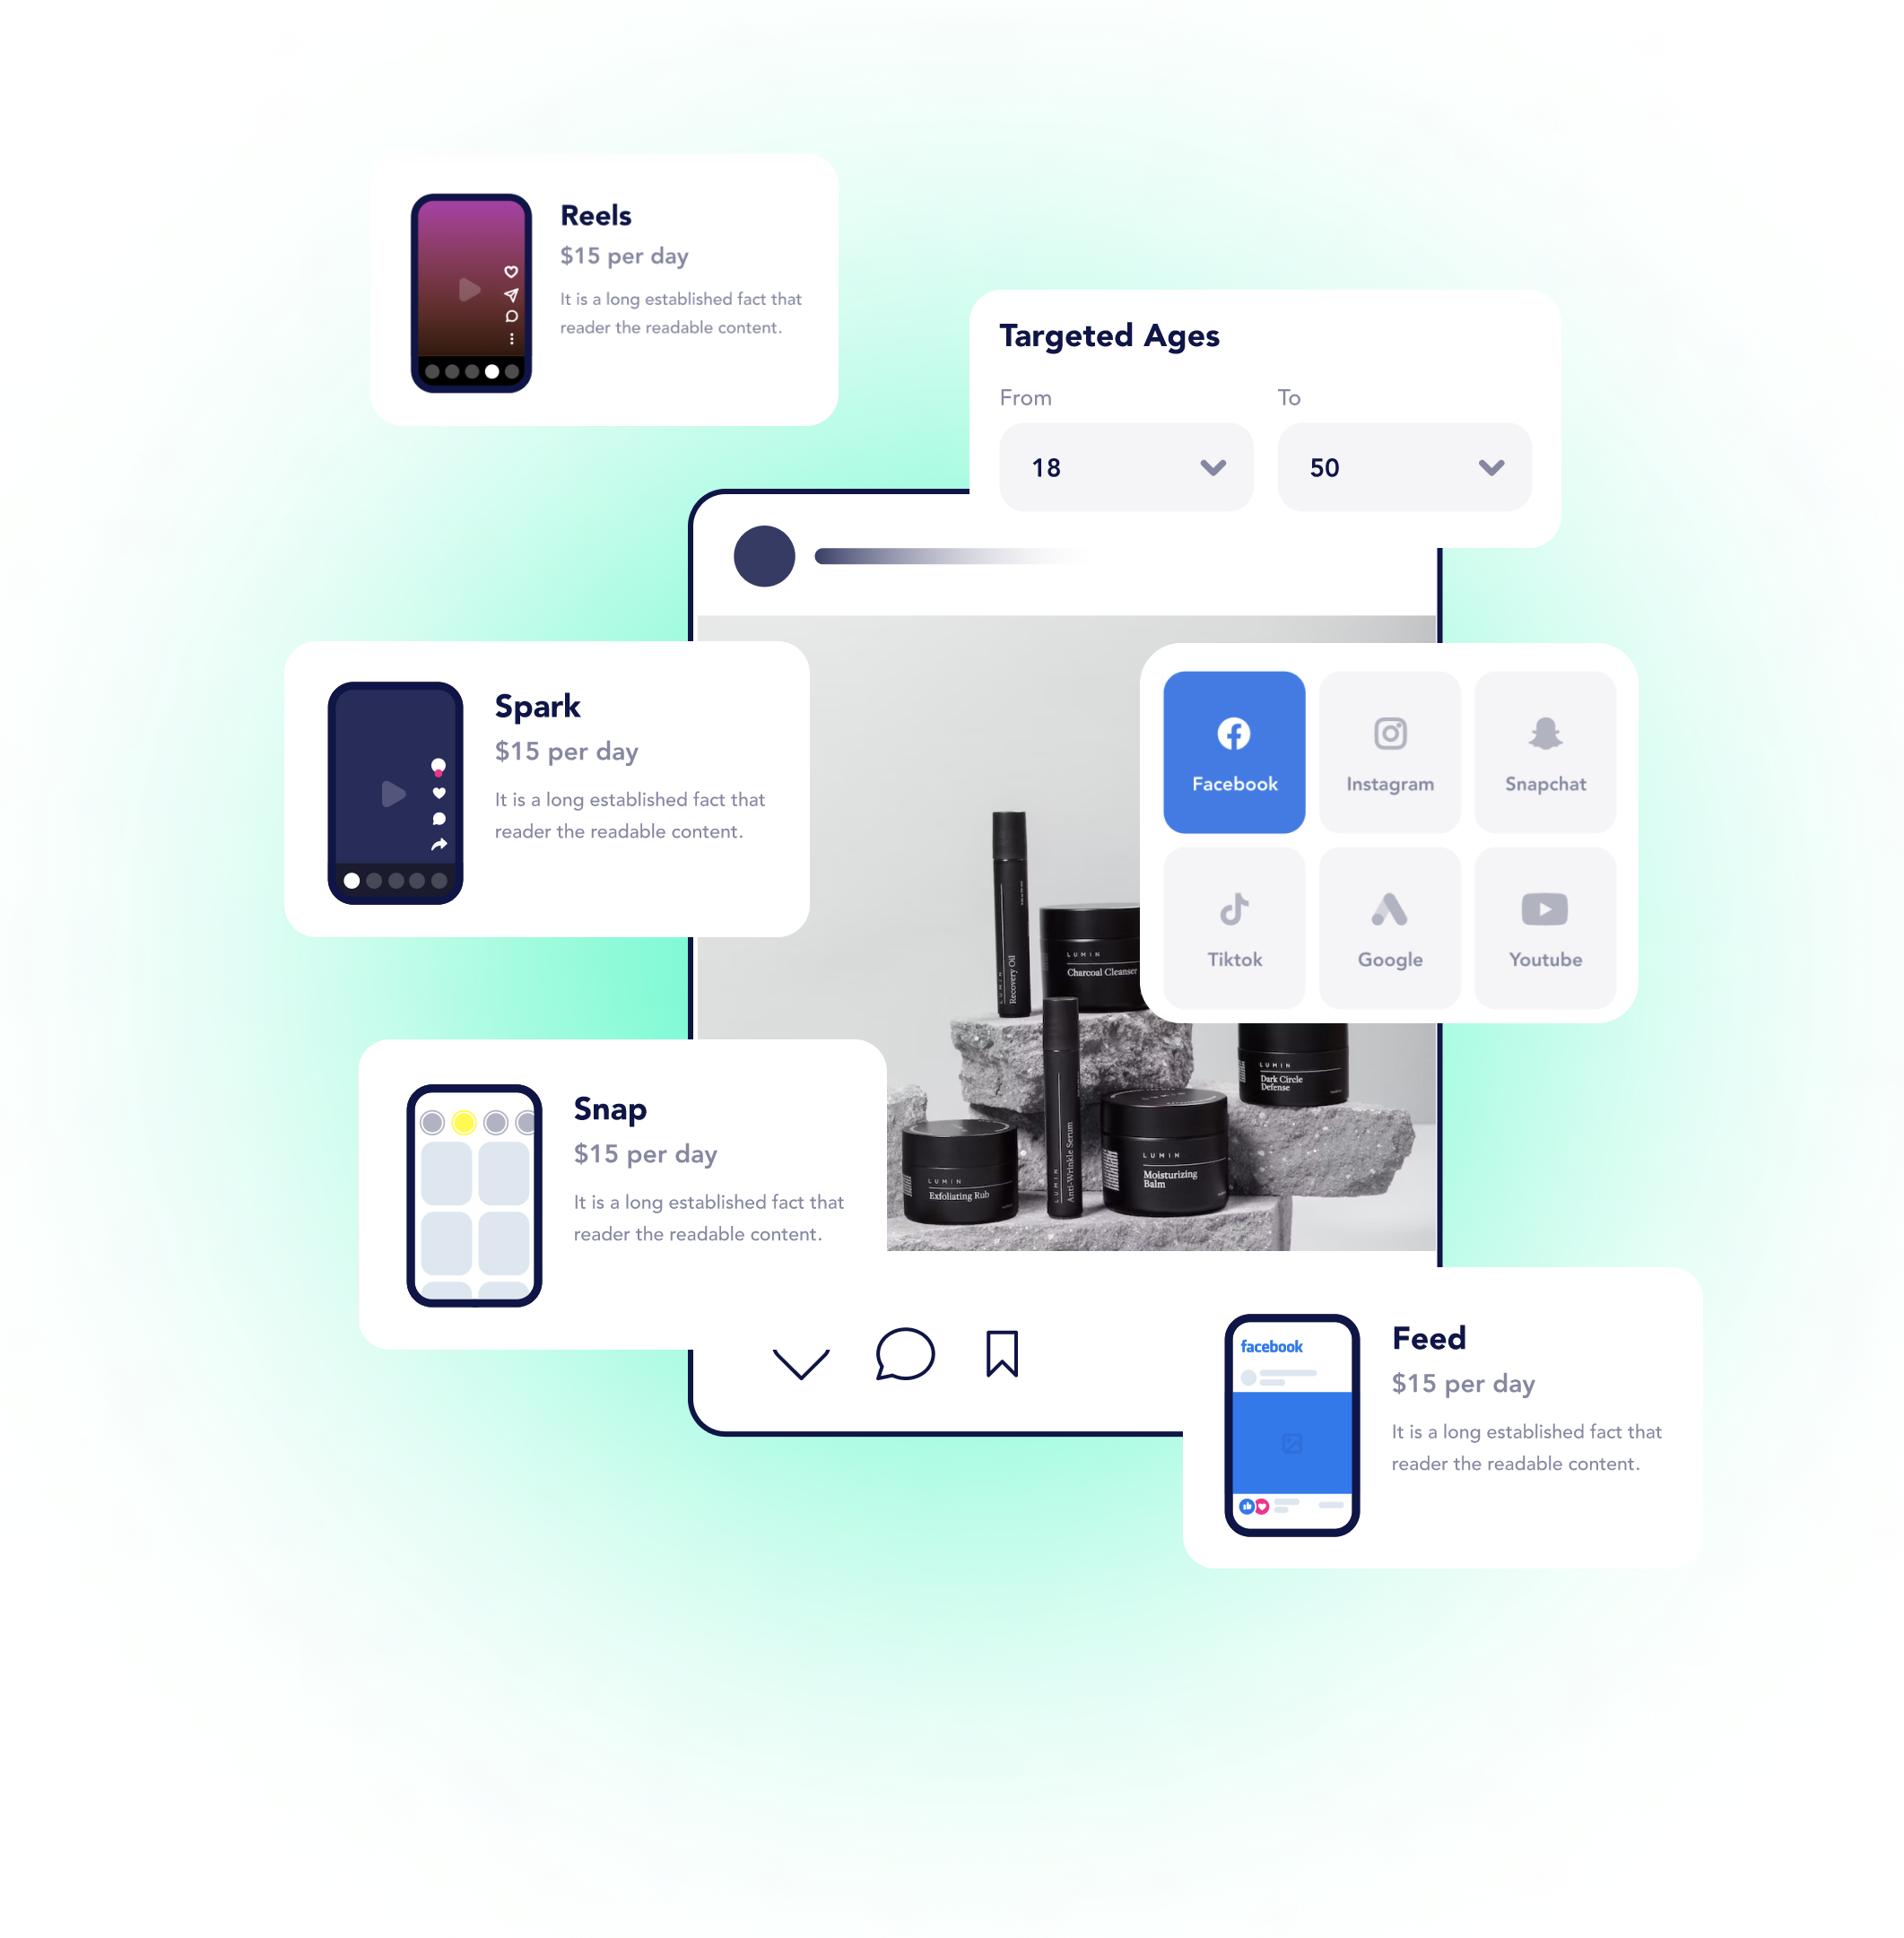 Reels
$15 per day
It is a long established fact that
reader the readable content.
Targeted Ages
From
To
18
50
Spark
$15 per day
It is a long established fact that
reader the readable content.
Facebook
Instagram
Snapchat
Tiktok
Google
Youtube
LUMIN
Recovery Oil
LUMIN
Charcoal Cleanser
LUMIN
Dark Circle
Defense
LUMIN
Anti-Wrinkle Serum
LUMIN
LUMIN
Moisturizing
Balm
LUMIN
Exfoliating Rub
Snap
$15 per day
It is a long established fact that
reader the readable content.
facebook
Feed
$15 per day
It is a long established fact that
reader the readable content.